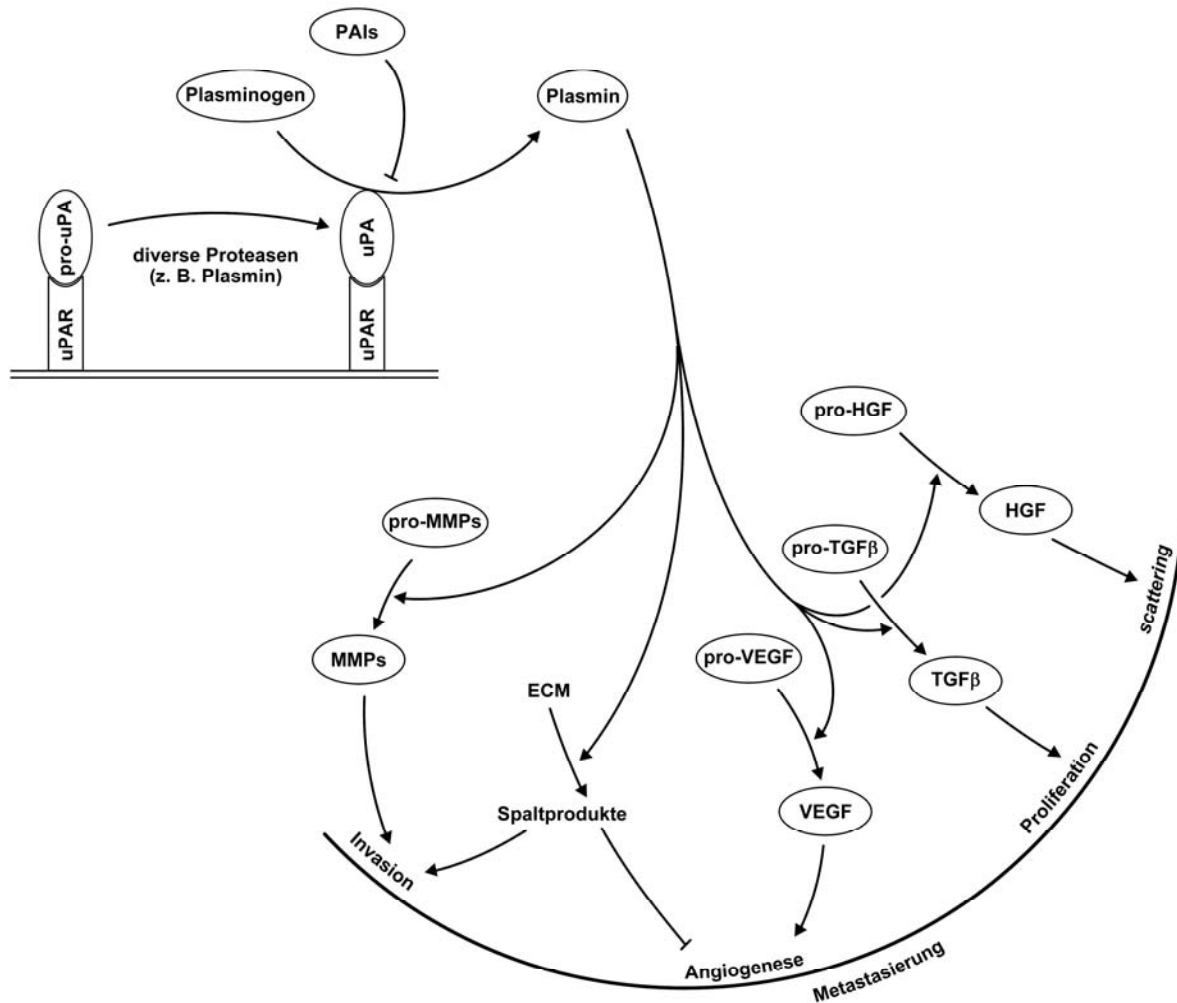 PAIs
Plasminogen
Plasmin
pro-uPA
uPAR
diverse Proteasen
(z. B. Plasmin)
uPA
uPAR
pro-HGF
HGF
pro-MMPs
pro-TGFβ
scattering
MMPs
pro-VEGF
TGFβ
ECM
Proliferation
Spaltprodukte
VEGF
Invasion
Angiogenese
Metastasierung